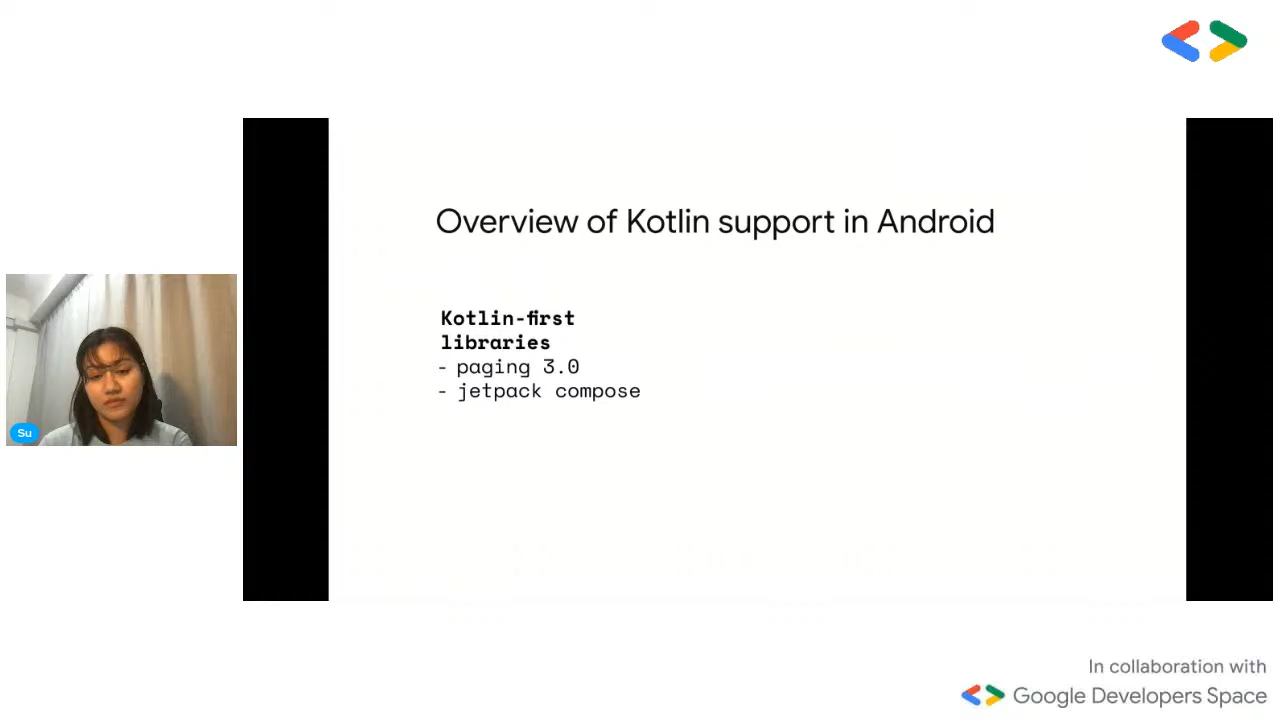 Overview of Kotlin support in Android
Kotlin-first
libraries
- paging 3.0
- jetpack compose
Su
In collaboration with
Google Developers Space